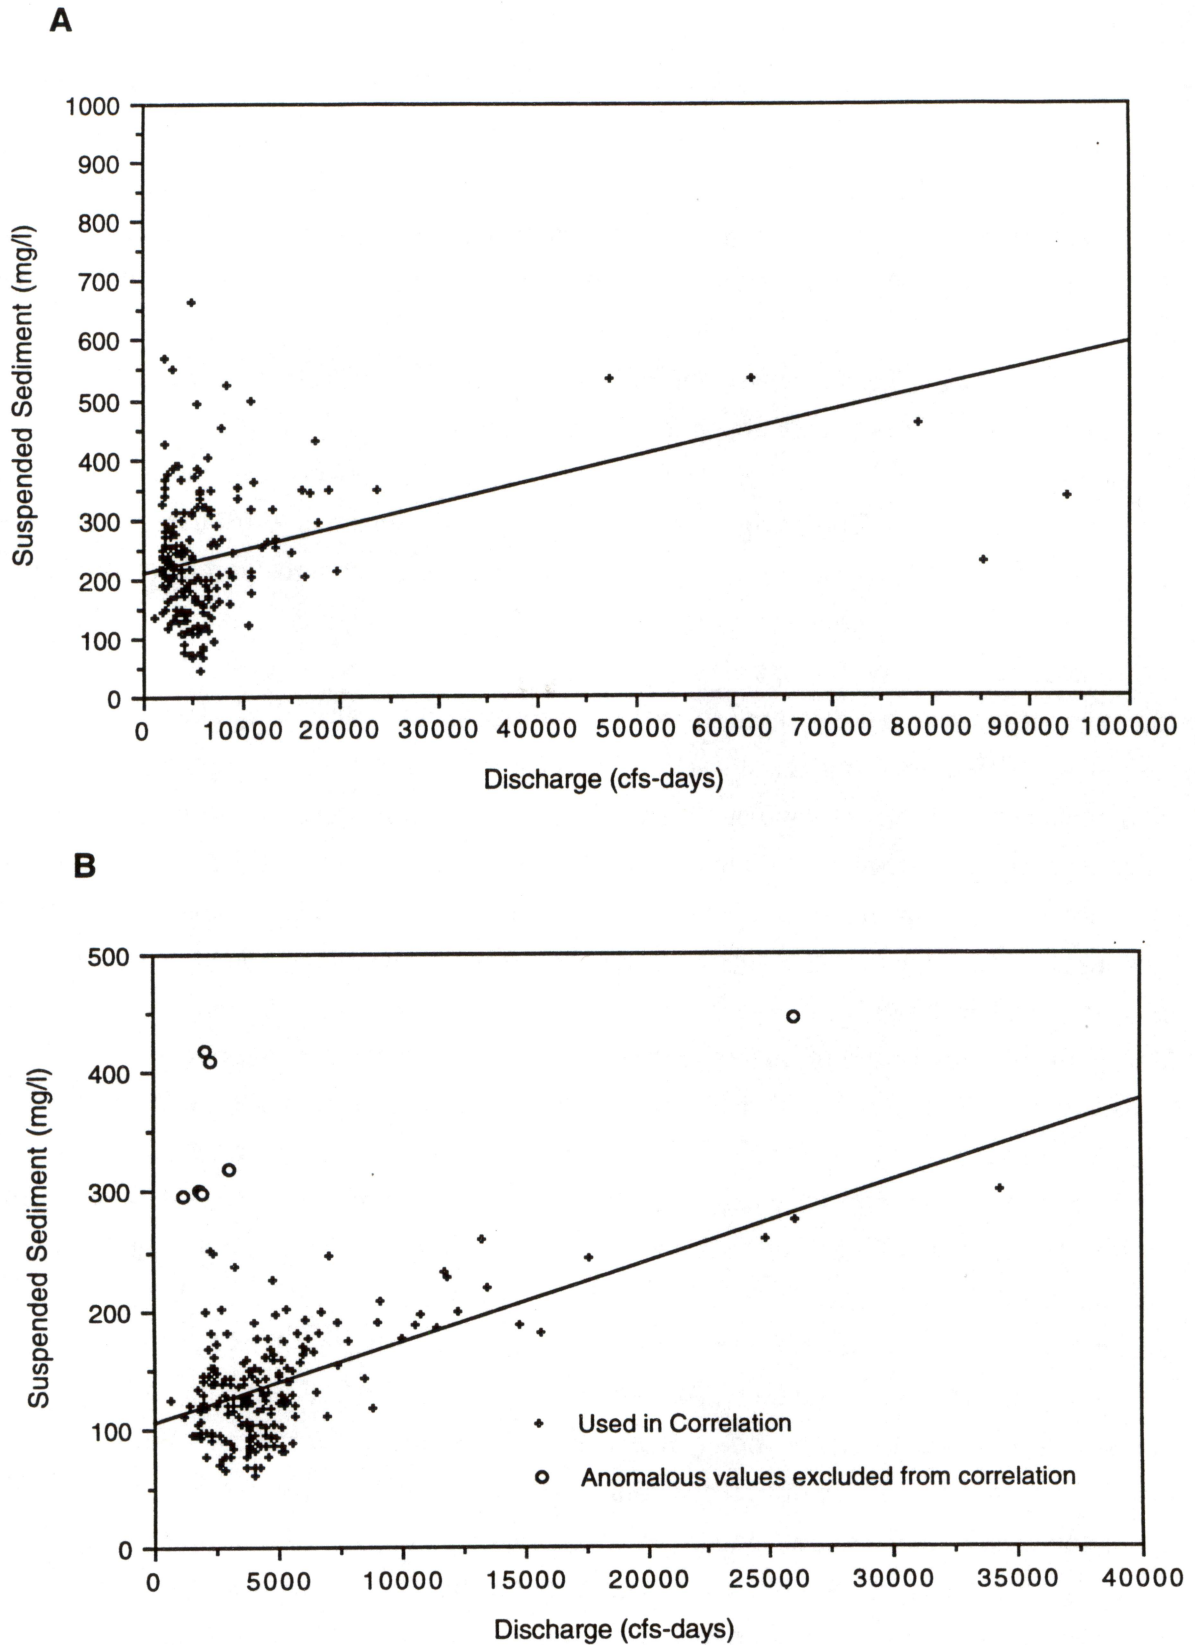 A
1000
900
800
700
600
500
400
300
200
100
0
Suspended Sediment (mg/l)
0 10000 20000 30000 40000 50000 60000 70000 80000 90000 100000
Discharge (cfs-days)
B
500
400
300
200
100
0
Suspended Sediment (mg/l)
Used in Correlation
Anomalous values excluded from correlation
0 5000 10000 15000 20000 25000 30000 35000 40000
Discharge (cfs-days)